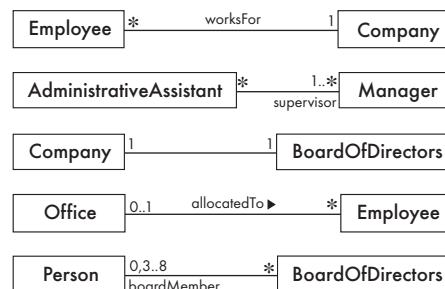 Employee * worksFor 1 Company
AdministrativeAssistant * 1..* Manager
supervisor
Company 1 1 BoardOfDirectors
Office 0..1 allocatedTo ▶ * Employee
Person 0,3..8 * BoardOfDirectors
boardMember